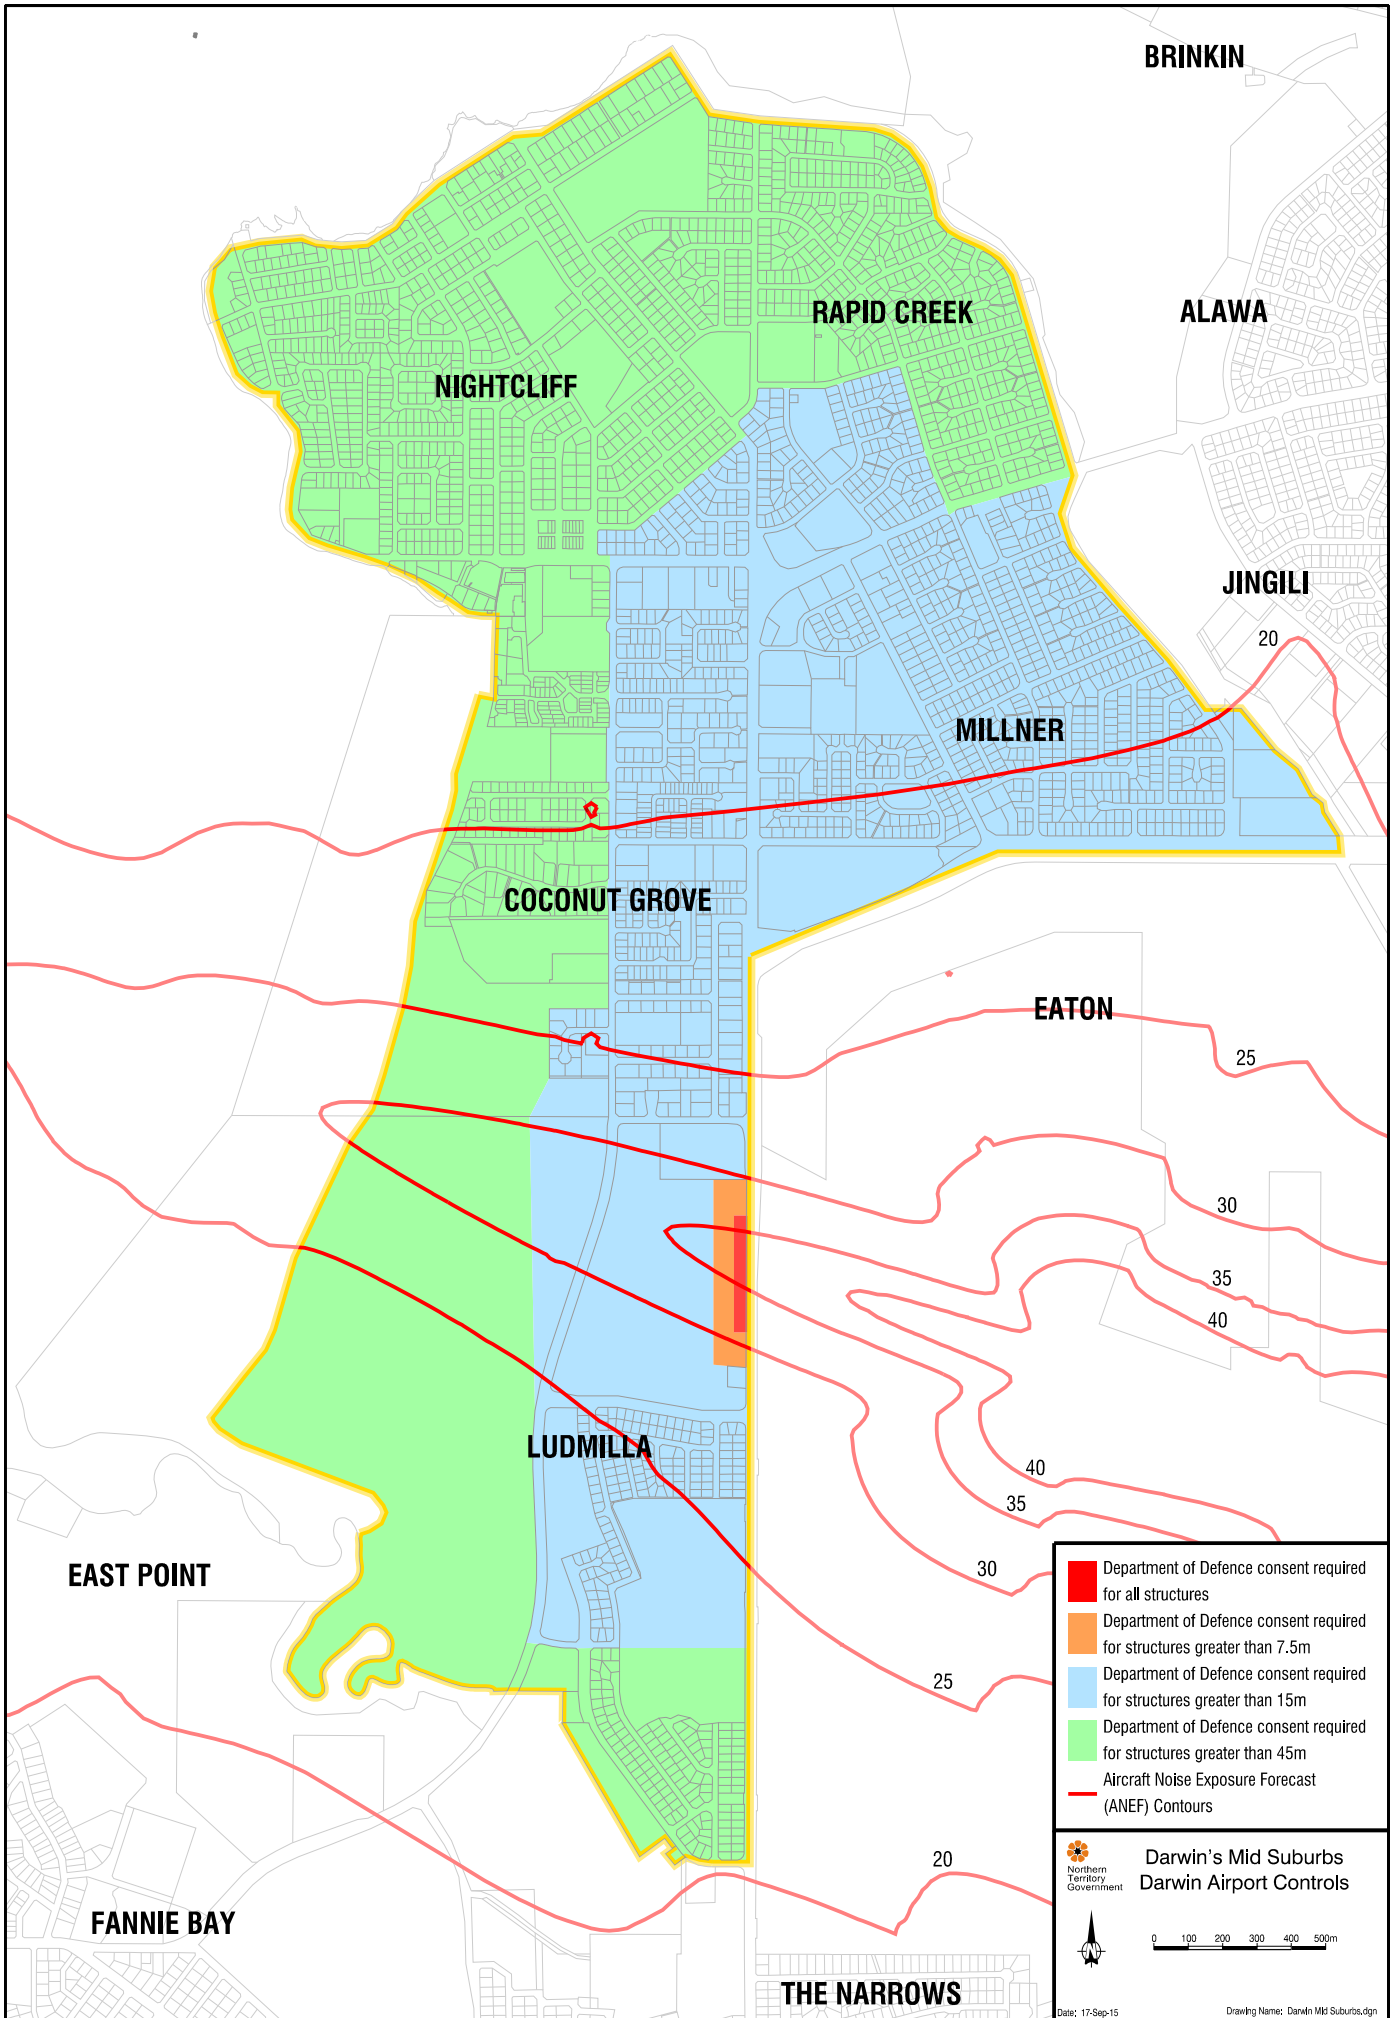 BRINKIN
RAPID CREEK
ALAWA
NIGHTCLIFF
JINGILI
20
MILLNER
COCONUT GROVE
EATON
25
30
35
40
LUDMILLA
40
35
EAST POINT
30
25
20
FANNIE BAY
THE NARROWS
Department of Defence consent required
for all structures
Department of Defence consent required
for structures greater than 7.5m
Department of Defence consent required
for structures greater than 15m
Department of Defence consent required
for structures greater than 45m
Aircraft Noise Exposure Forecast
(ANEF) Contours
Northern
Territory
Government
Darwin's Mid Suburbs
Darwin Airport Controls
N
0 100 200 300 400 500m
Date: 17-Sep-15
Drawing Name: Darwin Mid Suburbs.dgn